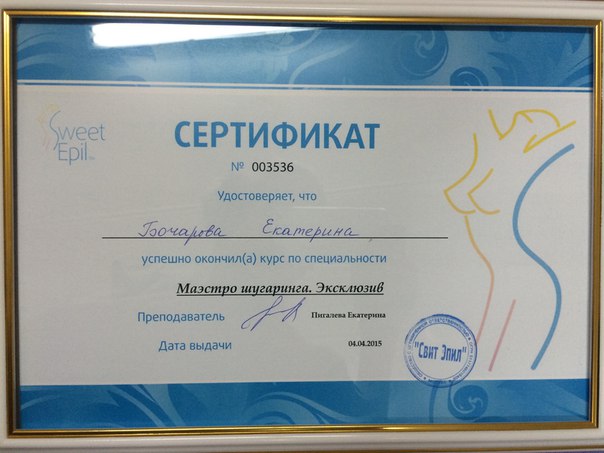 Sweet
Epil
СЕРТИФИКАТ
№ 003536
Удостоверяет, что
Бочарова Екатерина
успешно окончил(а) курс по специальности
Маэстро шугаринга. Эксклюзив
Преподаватель Пигалева Екатерина
Дата выдачи 04.04.2015
"Свит Эпил"